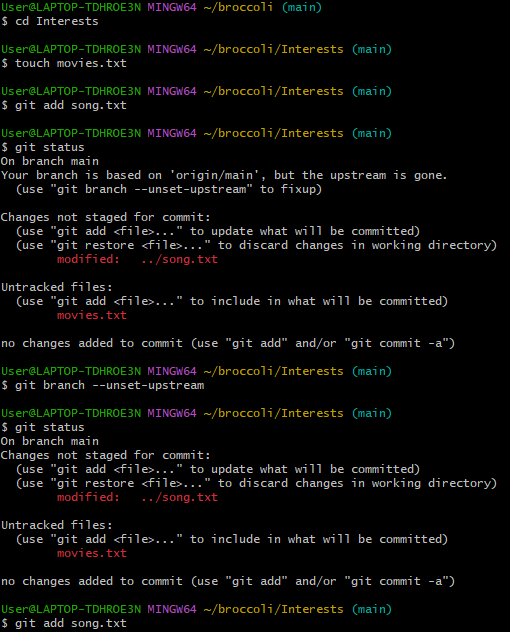 User@LAPTOP-TDHROE3N MINGW64 ~/broccoli (main)
$ cd Interests

User@LAPTOP-TDHROE3N MINGW64 ~/broccoli/Interests (main)
$ touch movies.txt

User@LAPTOP-TDHROE3N MINGW64 ~/broccoli/Interests (main)
$ git add song.txt

User@LAPTOP-TDHROE3N MINGW64 ~/broccoli/Interests (main)
$ git status
On branch main
Your branch is based on 'origin/main', but the upstream is gone.
  (use "git branch --unset-upstream" to fixup)

Changes not staged for commit:
  (use "git add <file>..." to update what will be committed)
  (use "git restore <file>..." to discard changes in working directory)
        modified:   ../song.txt

Untracked files:
  (use "git add <file>..." to include in what will be committed)
        movies.txt

no changes added to commit (use "git add" and/or "git commit -a")

User@LAPTOP-TDHROE3N MINGW64 ~/broccoli/Interests (main)
$ git branch --unset-upstream

User@LAPTOP-TDHROE3N MINGW64 ~/broccoli/Interests (main)
$ git status
On branch main
Changes not staged for commit:
  (use "git add <file>..." to update what will be committed)
  (use "git restore <file>..." to discard changes in working directory)
        modified:   ../song.txt

Untracked files:
  (use "git add <file>..." to include in what will be committed)
        movies.txt

no changes added to commit (use "git add" and/or "git commit -a")

User@LAPTOP-TDHROE3N MINGW64 ~/broccoli/Interests (main)
$ git add song.txt